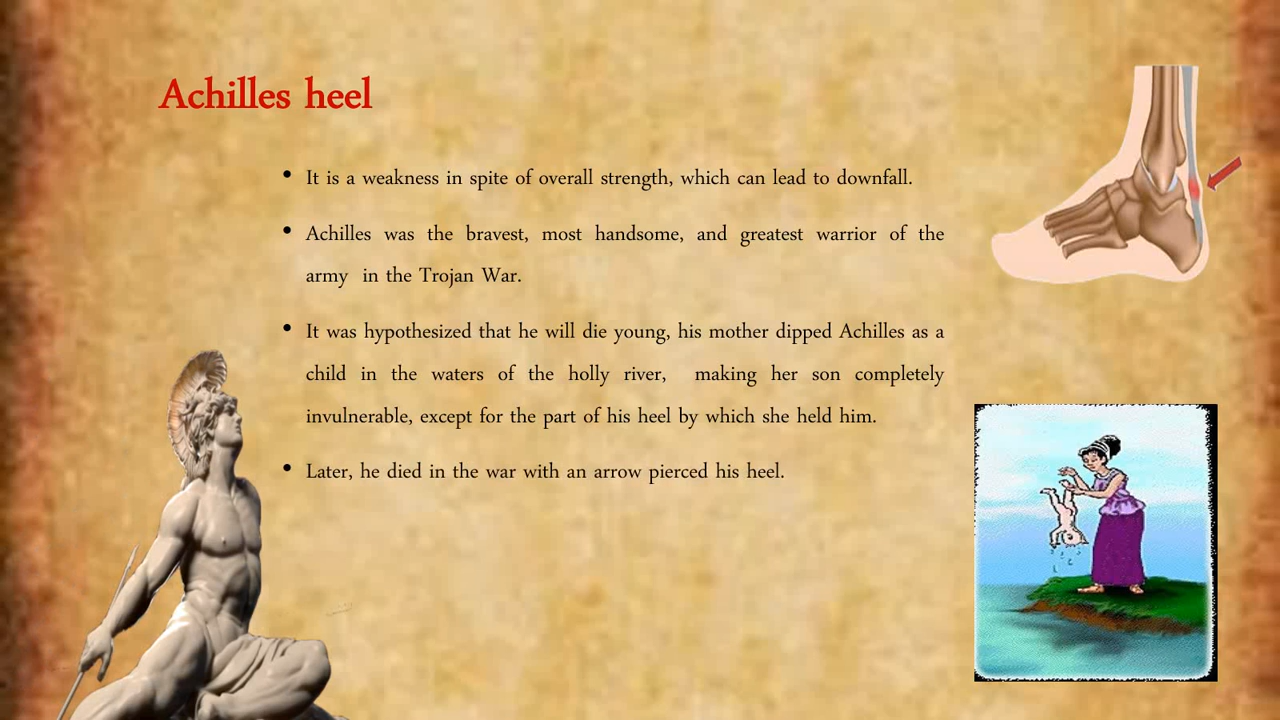 Achilles heel
• It is a weakness in spite of overall strength, which can lead to downfall.
• Achilles was the bravest, most handsome, and greatest warrior of the
army in the Trojan War.
• It was hypothesized that he will die young, his mother dipped Achilles as a
child in the waters of the holly river, making her son completely
invulnerable, except for the part of his heel by which she held him.
• Later, he died in the war with an arrow pierced his heel.